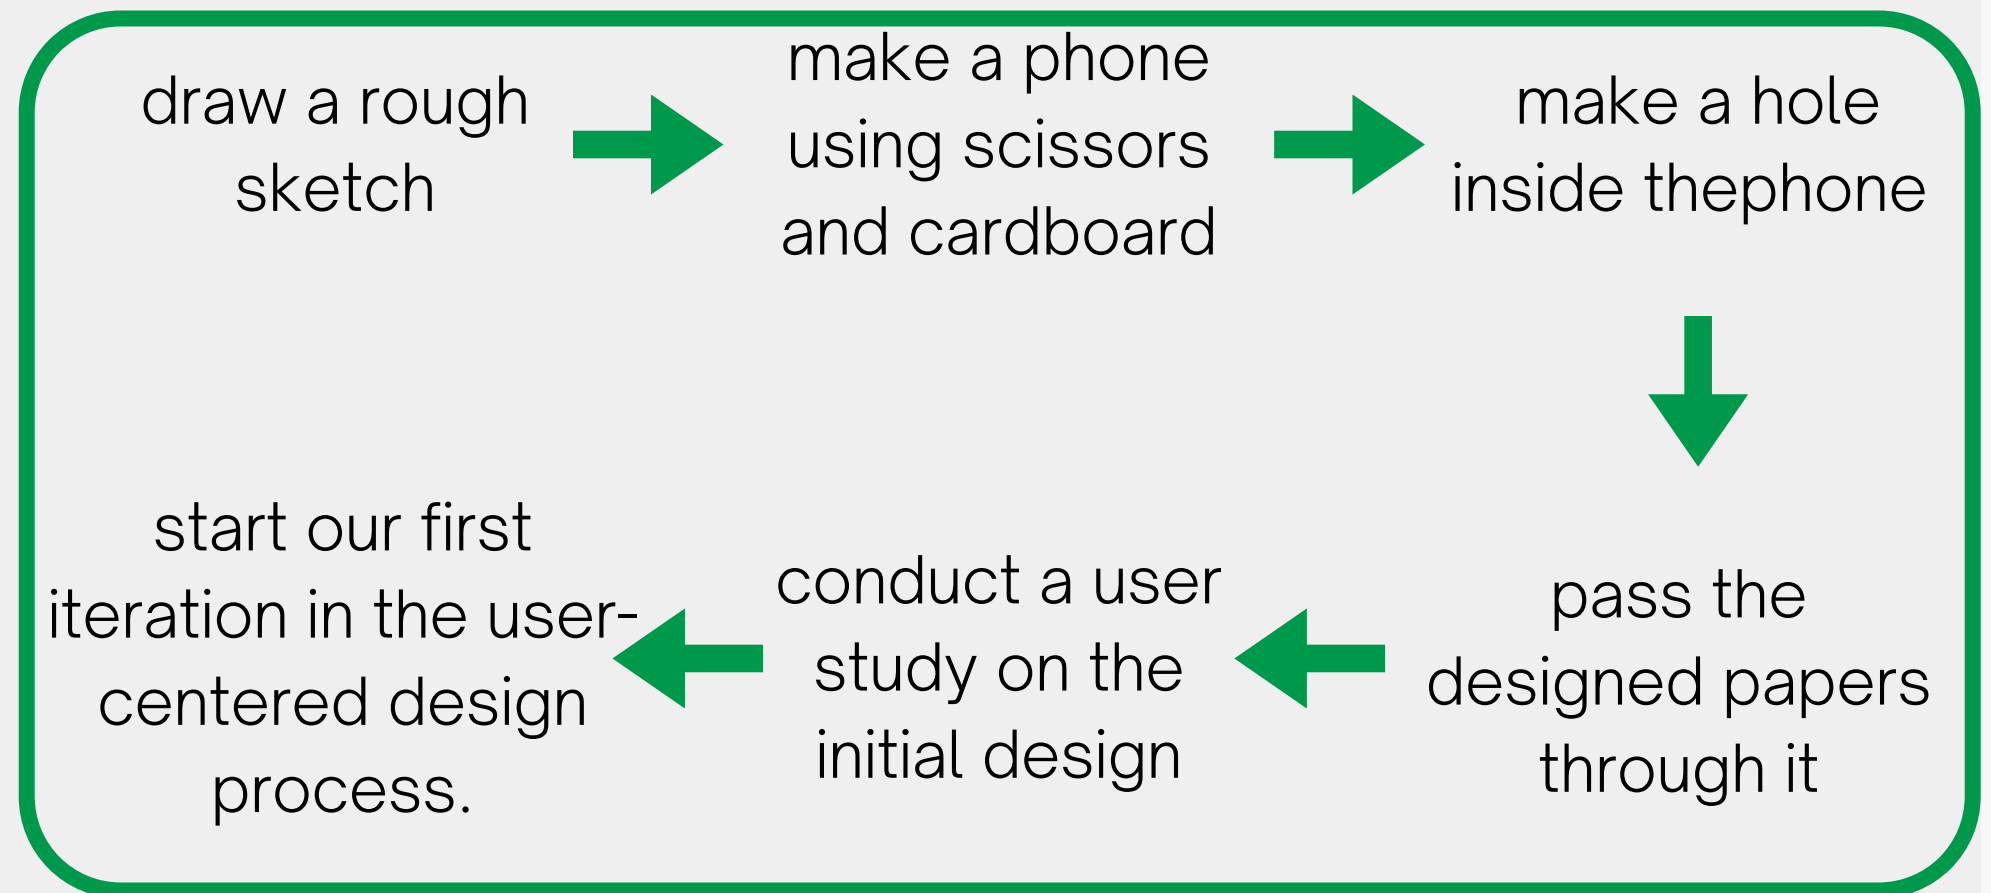 draw a rough
sketch
make a phone
using scissors
and cardboard
make a hole
inside thephone
pass the
designed papers
through it
conduct a user
study on the
initial design
start our first
iteration in the user-
centered design
process.